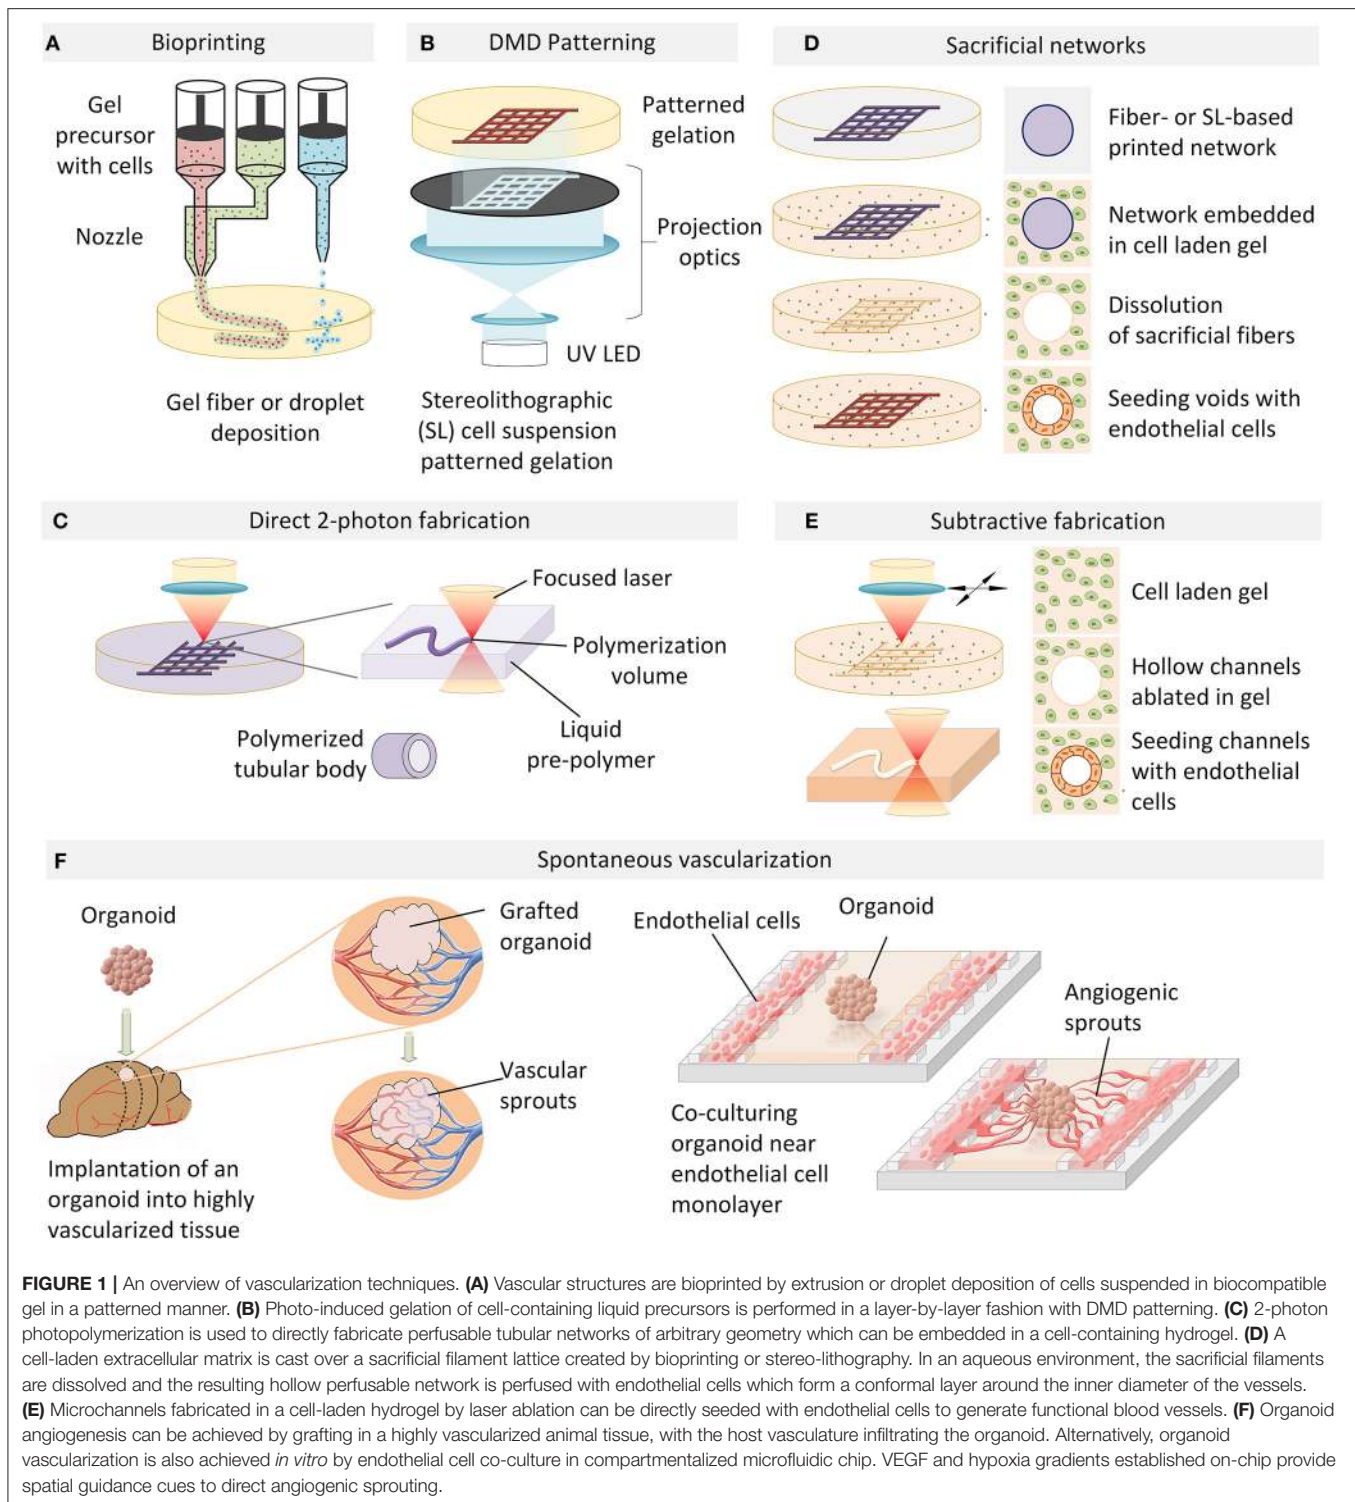 A Bioprinting
Gel
precursor
with cells
Nozzle
Gel fiber or droplet
deposition
B DMD Patterning
Patterned
gelation
Projection
optics
UV LED
Stereolithographic
(SL) cell suspension
patterned gelation
D Sacrificial networks
Fiber- or SL-based
printed network
Network embedded
in cell laden gel
Dissolution
of sacrificial fibers
Seeding voids with
endothelial cells
C Direct 2-photon fabrication
Focused laser
Polymerization
volume
Liquid
pre-polymer
Polymerized
tubular body
E Subtractive fabrication
Cell laden gel
Hollow channels
ablated in gel
Seeding channels
with endothelial
cells
F Spontaneous vascularization
Organoid
Implantation of an
organoid into highly
vascularized tissue
Grafted
organoid
Vascular
sprouts
Endothelial cells
Organoid
Angiogenic
sprouts
Co-culturing
organoid near
endothelial cell
monolayer
FIGURE 1 | An overview of vascularization techniques. (A) Vascular structures are bioprinted by extrusion or droplet deposition of cells suspended in biocompatible
gel in a patterned manner. (B) Photo-induced gelation of cell-containing liquid precursors is performed in a layer-by-layer fashion with DMD patterning. (C) 2-photon
photopolymerization is used to directly fabricate perfusable tubular networks of arbitrary geometry which can be embedded in a cell-containing hydrogel. (D) A
cell-laden extracellular matrix is cast over a sacrificial filament lattice created by bioprinting or stereo-lithography. In an aqueous environment, the sacrificial filaments
are dissolved and the resulting hollow perfusable network is perfused with endothelial cells which form a conformal layer around the inner diameter of the vessels.
(E) Microchannels fabricated in a cell-laden hydrogel by laser ablation can be directly seeded with endothelial cells to generate functional blood vessels. (F) Organoid
angiogenesis can be achieved by grafting in a highly vascularized animal tissue, with the host vasculature infiltrating the organoid. Alternatively, organoid
vascularization is also achieved in vitro by endothelial cell co-culture in compartmentalized microfluidic chip. VEGF and hypoxia gradients established on-chip provide
spatial guidance cues to direct angiogenic sprouting.